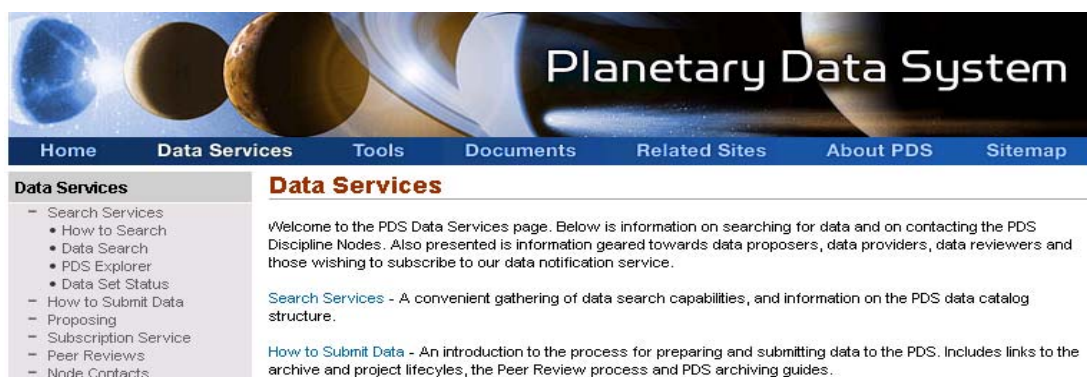 Planetary Data System
Home Data Services Tools Documents Related Sites About PDS Sitemap
Data Services
- Search Services
• How to Search
• Data Search
• PDS Explorer
• Data Set Status
- How to Submit Data
- Proposing
- Subscription Service
- Peer Reviews
- Node Contacts
Data Services
Welcome to the PDS Data Services page. Below is information on searching for data and on contacting the PDS
Discipline Nodes. Also presented is information geared towards data proposers, data providers, data reviewers and
those wishing to subscribe to our data notification service.
Search Services - A convenient gathering of data search capabilities, and information on the PDS data catalog
structure.
How to Submit Data - An introduction to the process for preparing and submitting data to the PDS. Includes links to the
archive and project lifecyles, the Peer Review process and PDS archiving guides.